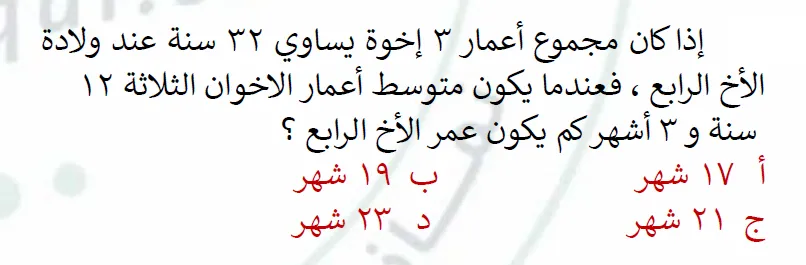 إذا كان مجموع أعمار ٣ إخوة يساوي ٣٢ سنة عند ولادة
الأخ الرابع ، فعندما يكون متوسط أعمار الاخوان الثلاثة ١٢
سنة و ٣ أشهر كم يكون عمر الأخ الرابع ؟
أ ١٧ شهر ب ١٩ شهر
ج ٢١ شهر د ٢٣ شهر